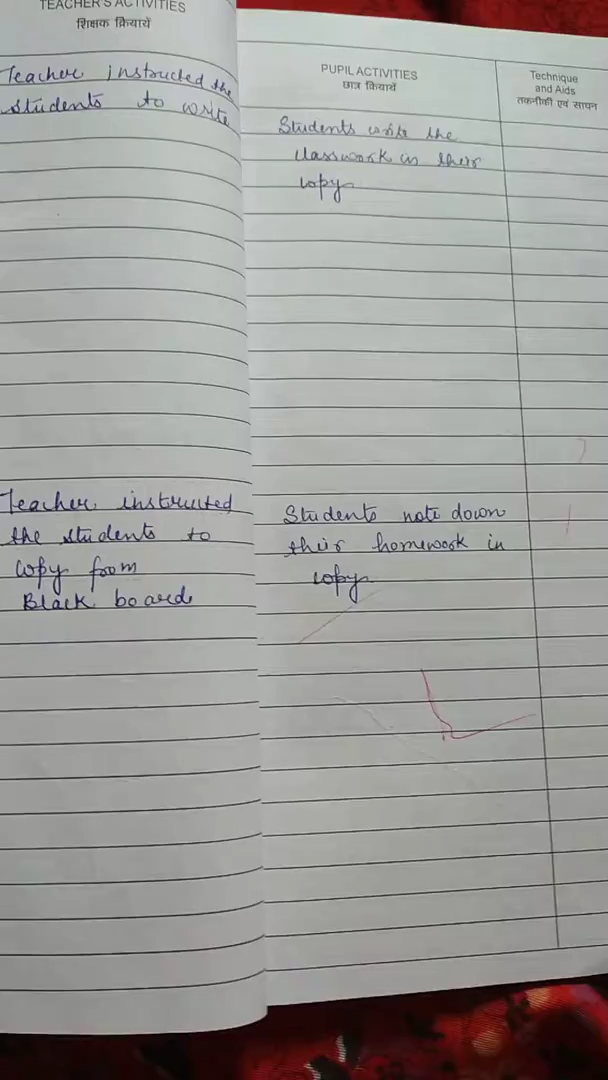 TEACHER'S ACTIVITIES
शिक्षक क्रियायें
Teacher instructed the
students to write
Teacher instructed
the students to
copy from
Black board
PUPIL ACTIVITIES
छात्र क्रियायें
Students write the
classwork in their
copy
Students note down
their homework in
copy
Technique
and Aids
तकनीकी एवं साधन